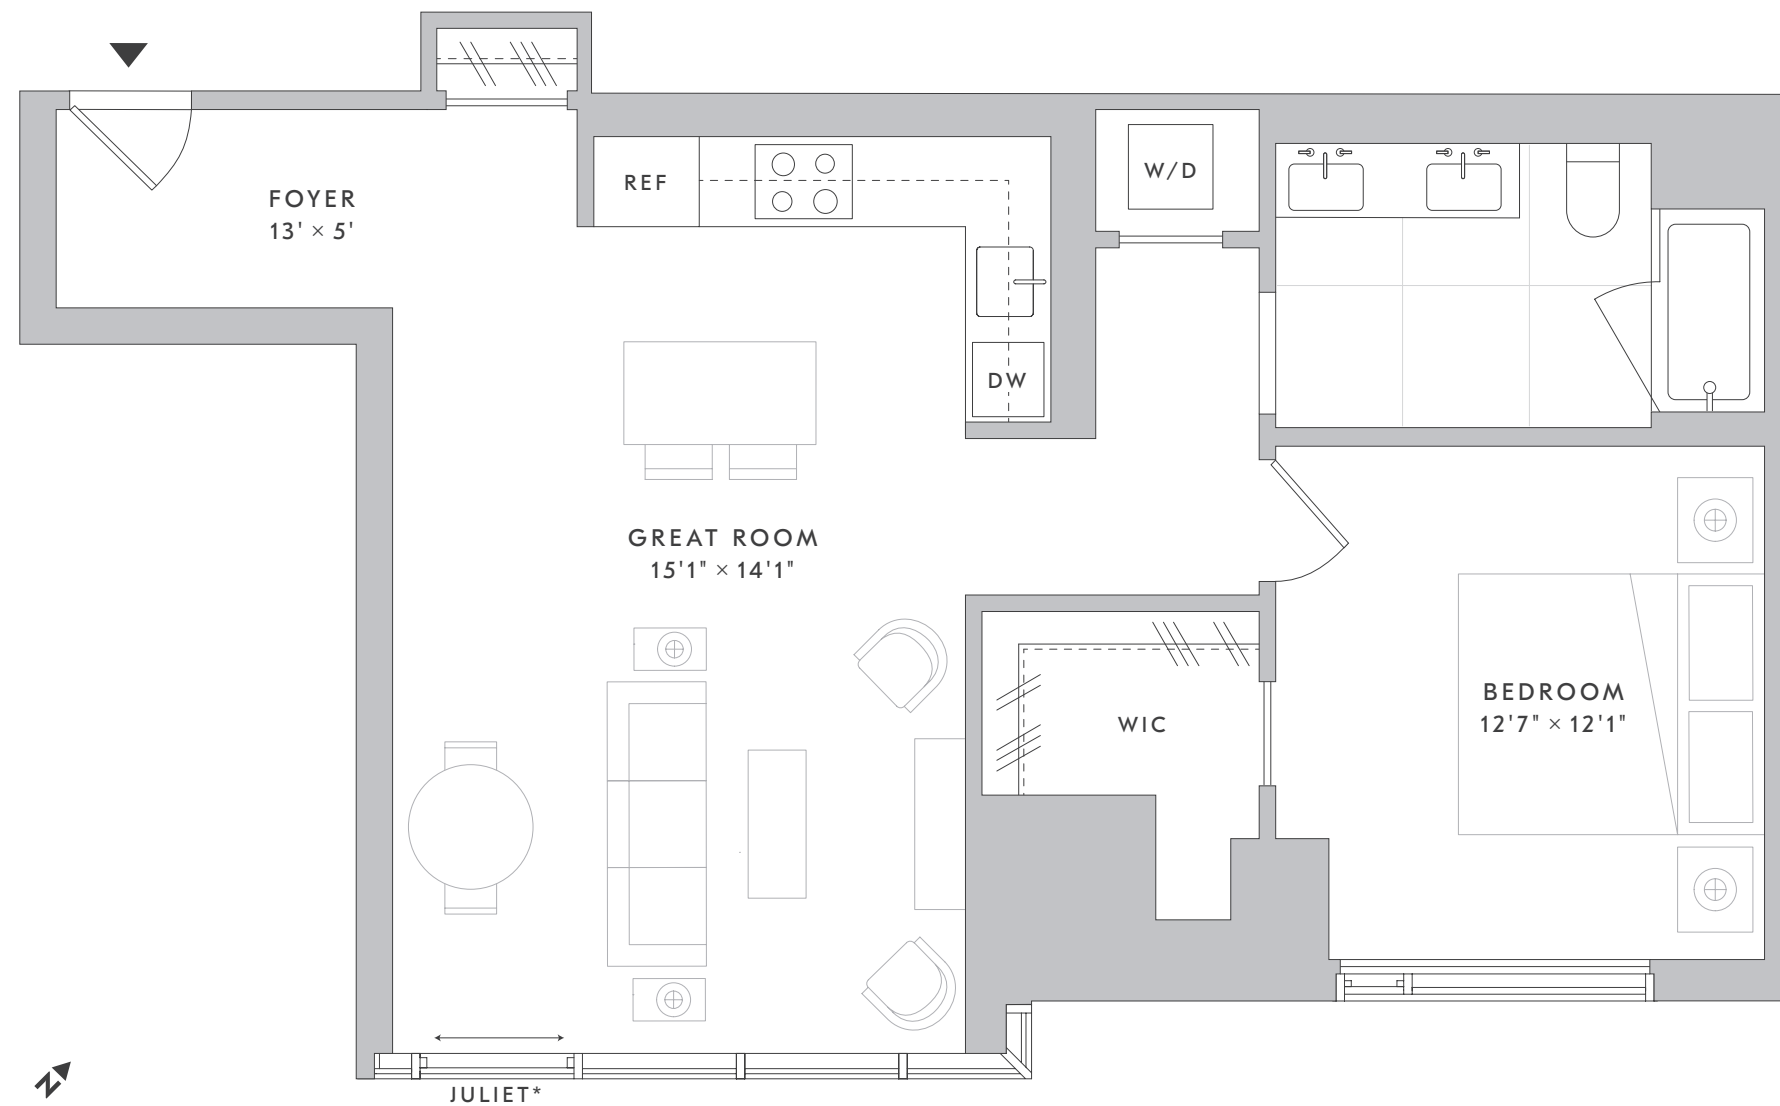 FOYER
13' × 5'
REF
W/D
DW
GREAT ROOM
15'1" × 14'1"
WIC
BEDROOM
12'7" × 12'1"
N
JULIET*